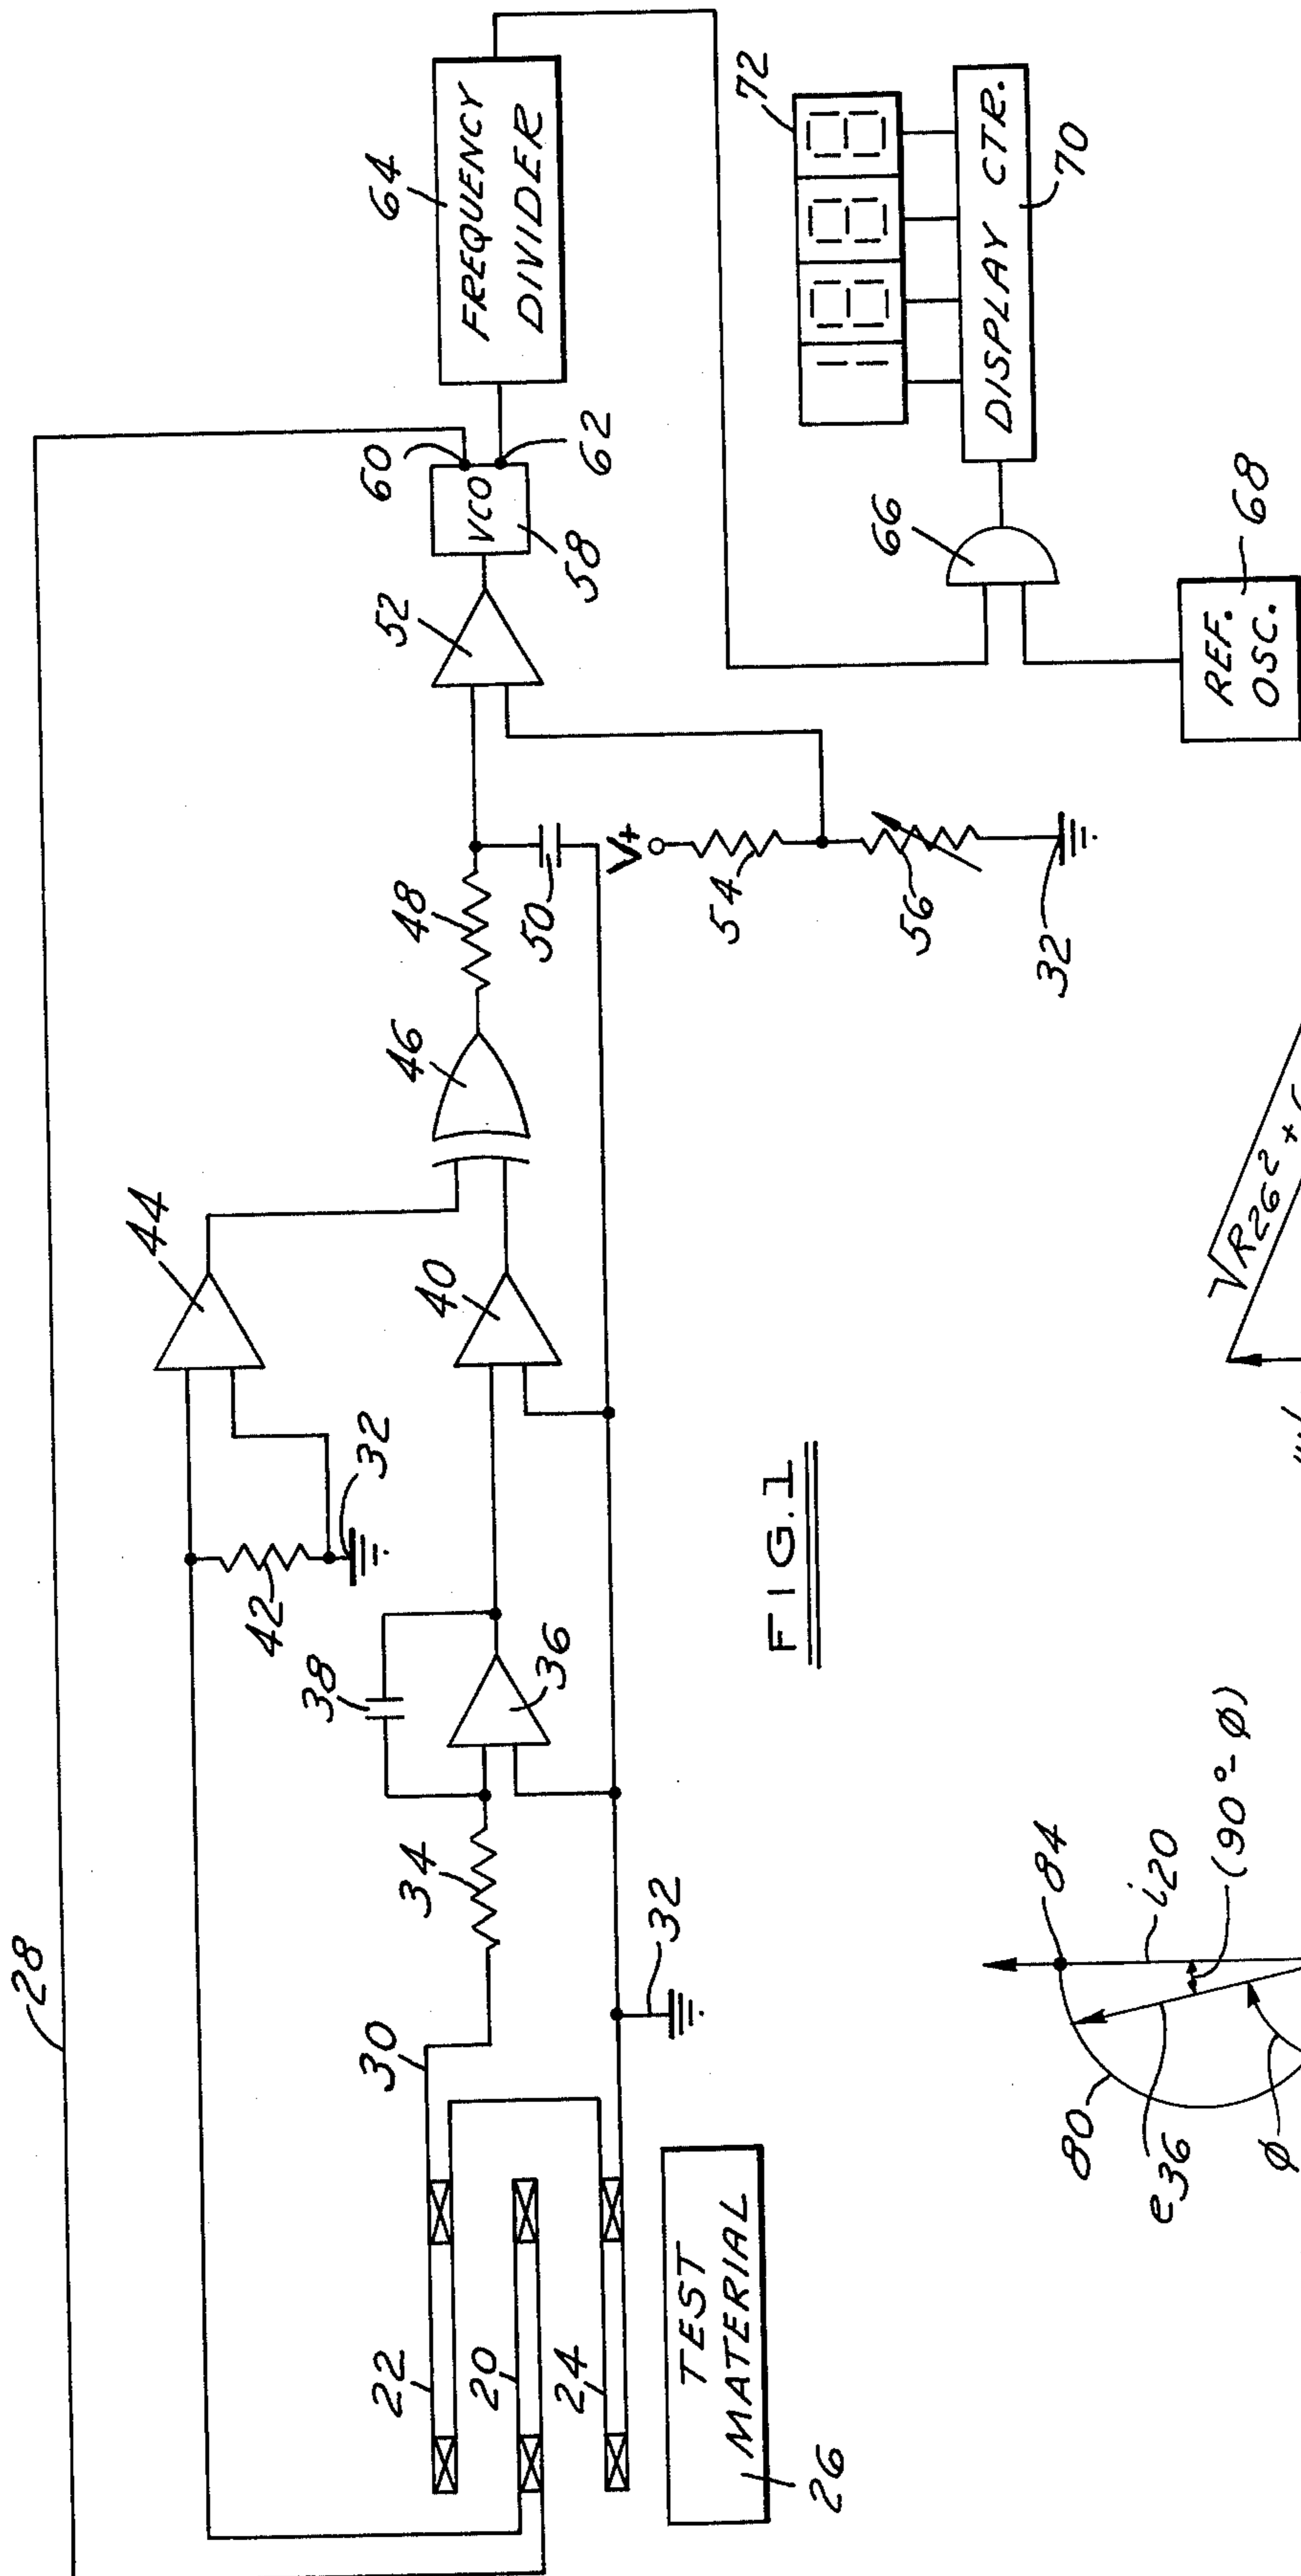 28
44
42
32
38
36
40
46
48
50
52
58
VCO
60
62
64
FREQUENCY
DIVIDER
22
20
24
30
34
32
TEST
MATERIAL
26
V+
54
56
32
66
REF.
OSC.
68
72
DISPLAY CTR.
70
FIG.1
80
84
e36
i20
(90°-ø)
ø